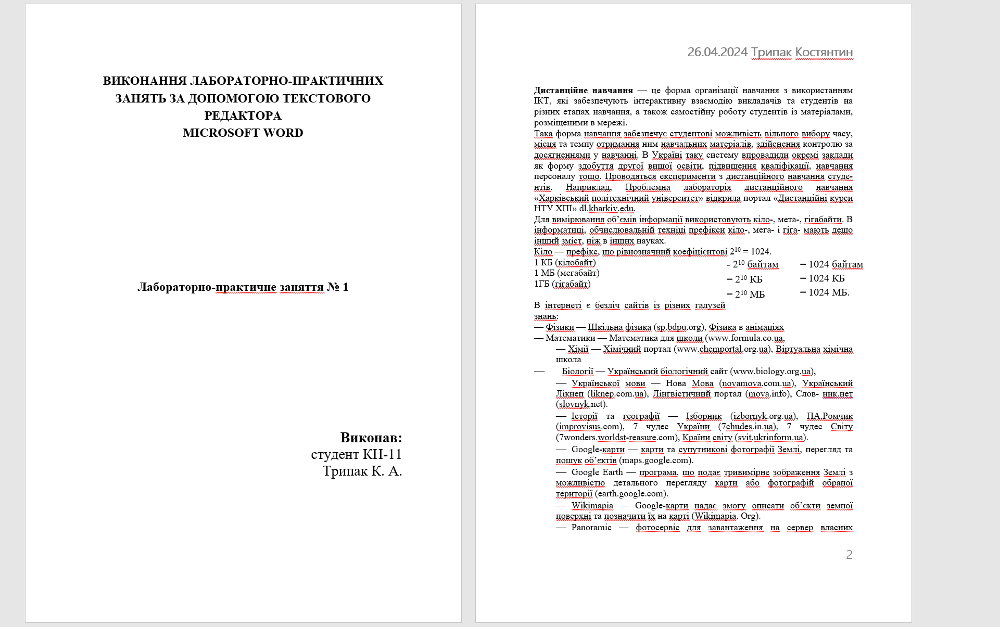 ВИКОНАННЯ ЛАБОРАТОРНО-ПРАКТИЧНИХ
ЗАНЯТЬ ЗА ДОПОМОГОЮ ТЕКСТОВОГО
РЕДАКТОРА
MICROSOFT WORD
Лабораторно-практичне заняття № 1
Виконав:
студент КН-11
Трипак К. А.
26.04.2024 Трипак Костянтин
Дистанційне навчання — це форма організації навчання з використанням
ІКТ, які забезпечують інтерактивну взаємодію викладачів та студентів на
різних етапах навчання, а також самостійну роботу студентів із матеріалами,
розміщеними в мережі.
Така форма навчання забезпечує студентові можливість вільного вибору часу,
місця та темпу отримання ним навчальних матеріалів, здійснення контролю за
досягненнями у навчанні. В Україні таку систему впровадили окремі заклади
як форму здобуття другої вищої освіти, підвищення кваліфікації, навчання
персоналу тощо. Проводяться експерименти з дистанційного навчання студе-
нтів. Наприклад, Проблемна лабораторія дистанційного навчання
«Харківський політехнічний університет» відкрила портал «Дистанційні курси
НТУ ХПІ» dl.kharkiv.edu.
Для вимірювання об’ємів інформації використовують кіло-, мета-, гігабайти. В
інформатиці, обчислювальній техніці префікси кіло-, мега- і гіга- мають дещо
інший зміст, ніж в інших науках.
Кіло — префікс, що рівнозначний коефіцієнтові 2¹⁰ = 1024.
1 КБ (кілобайт) - 2¹⁰ байтам = 1024 байтам
1 МБ (мегабайт) = 2¹⁰ КБ = 1024 КБ
1ГБ (гігабайт) = 2¹⁰ МБ = 1024 МБ.
В інтернеті є безліч сайтів із різних галузей
знань:
— Фізики — Шкільна фізика (sp.bdpu.org), Фізика в анімаціях
— Математики — Математика для школи (www.formula.co.ua,
— Хімії — Хімічний портал (www.chemportal.org.ua), Віртуальна хімічна
школа
— Біології — Український біологічний сайт (www.biology.org.ua),
— Української мови — Нова Мова (novamova.com.ua), Український
Лікнеп (liknep.com.ua), Лінгвістичний портал (mova.info), Слов- ник.нет
(slovnyk.net).
— Історії та географії — Ізборник (izbornyk.org.ua), ПА.Ромчик
(improvisus.com), 7 чудес України (7chudes.in.ua), 7 чудес Світу
(7wonders.worldst-reasure.com), Країни світу (svit.ukrinform.ua).
— Google-карти — карти та супутникові фотографії Землі, перегляд та
пошук об’єктів (maps.google.com).
— Google Earth — програма, що подає тривимірне зображення Землі з
можливістю детального перегляду карти або фотографій обраної
території (earth.google.com).
— Wikimapia — Google-карти надає змогу описати об’єкти земної
поверхні та позначити їх на карті (Wikimapia. Org).
— Panoramic — фотосервіс для завантаження на сервер власних
2